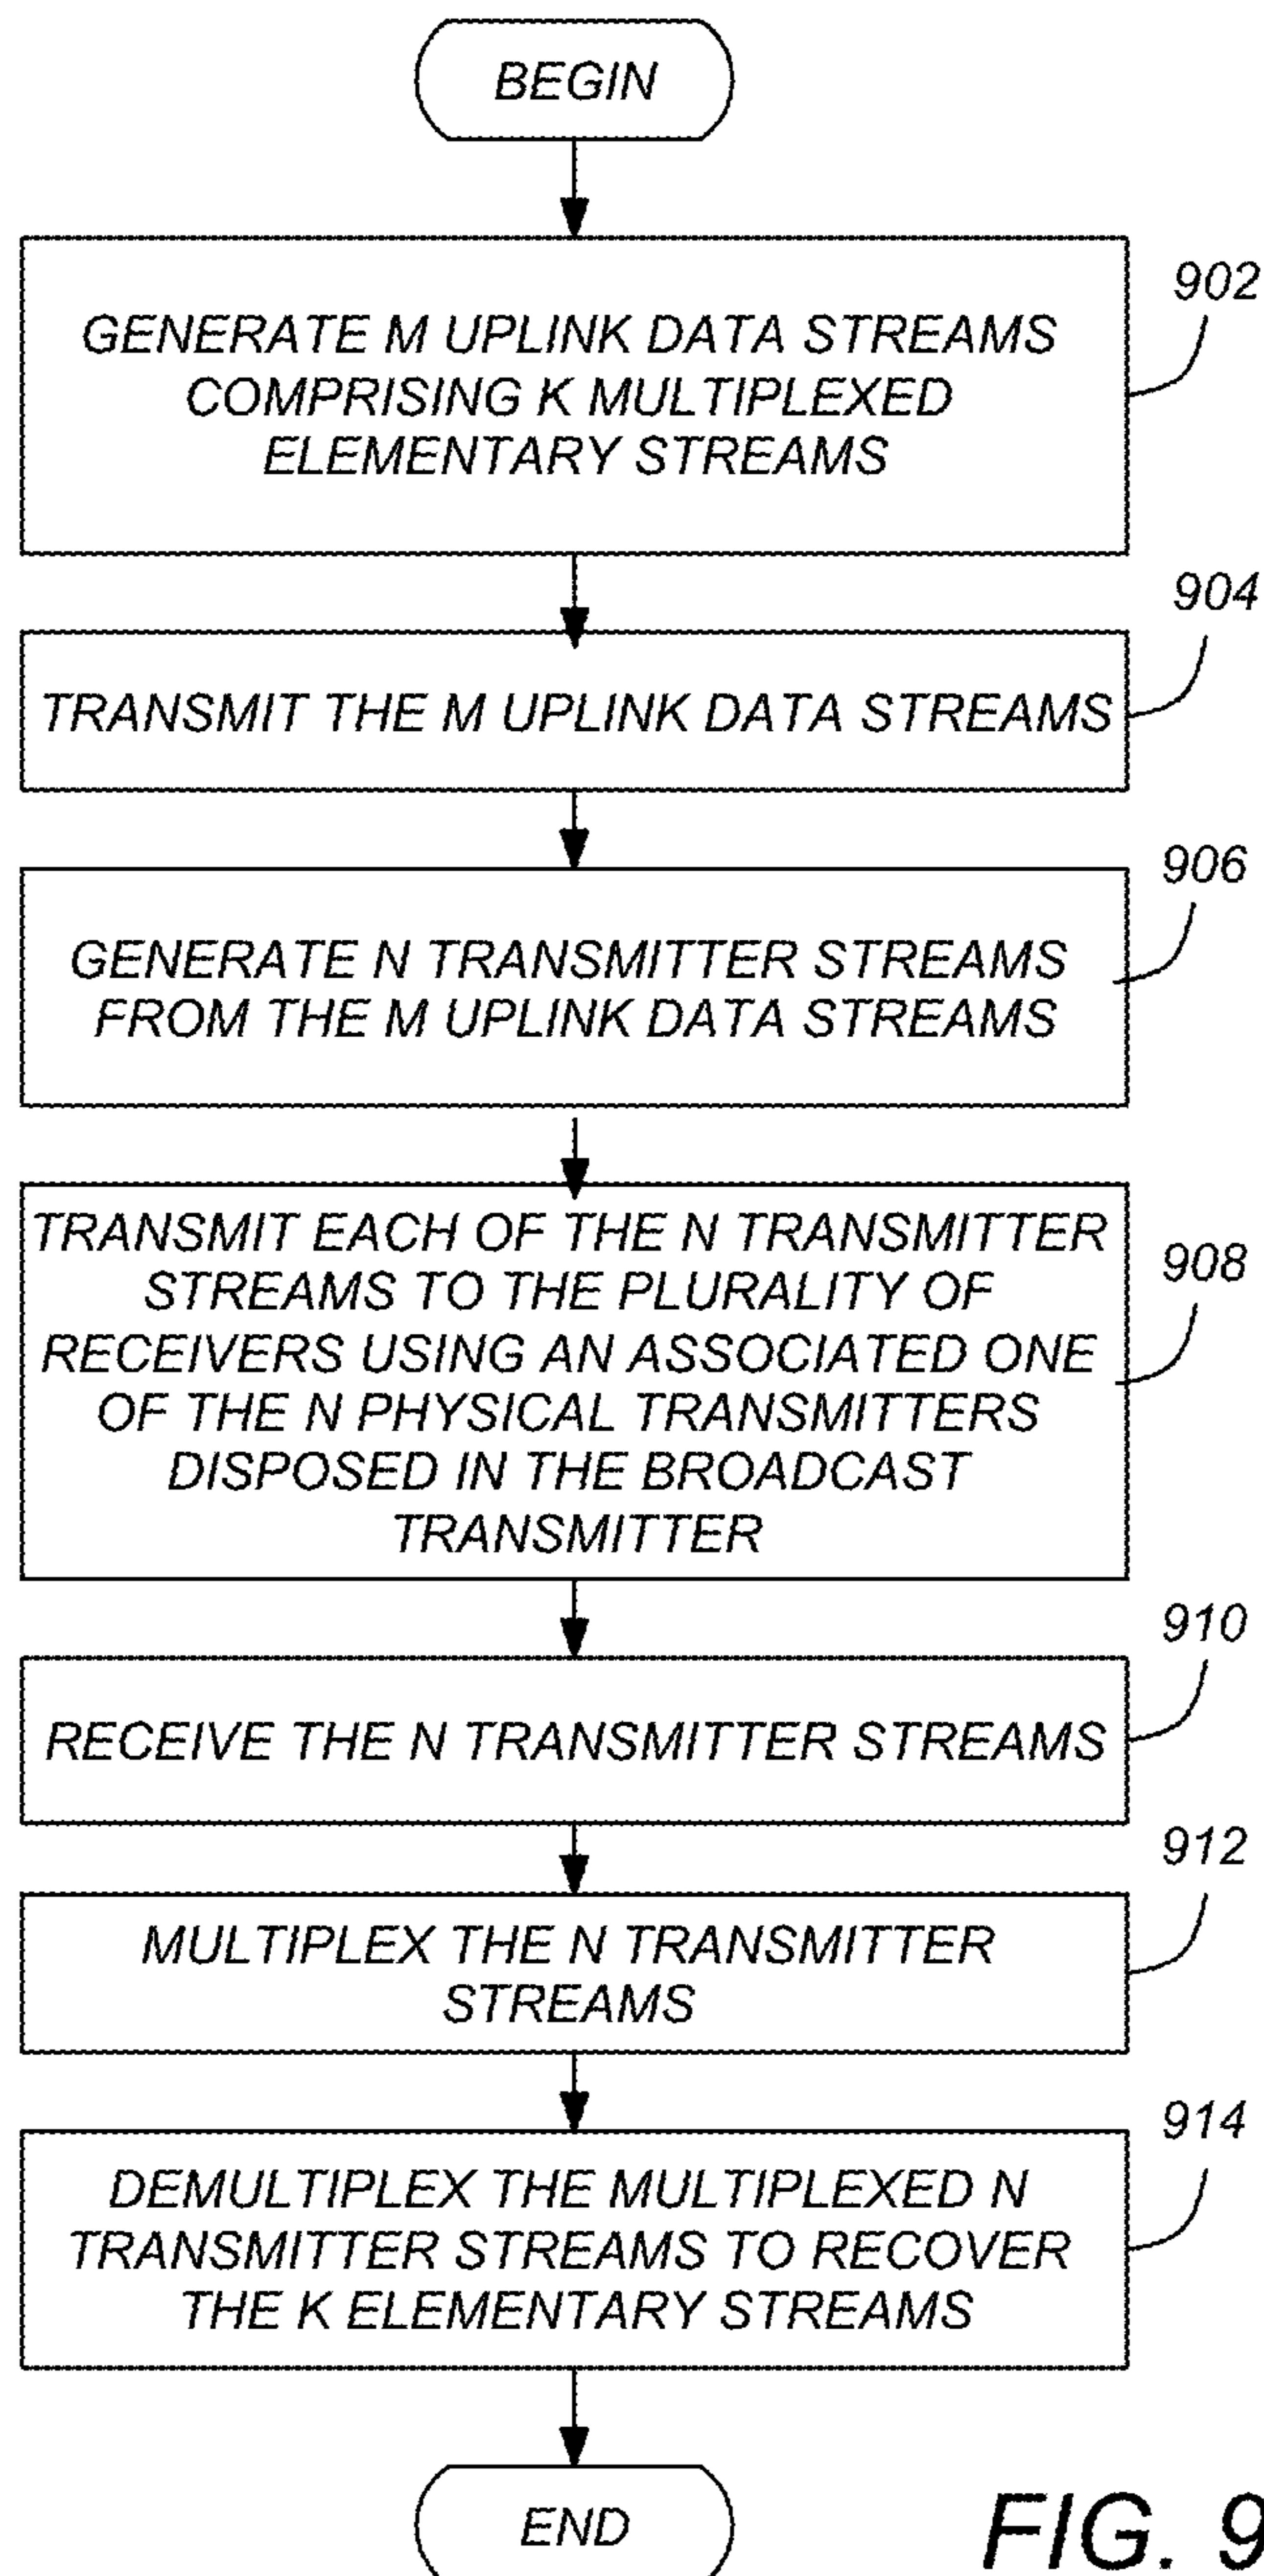 BEGIN
902
GENERATE M UPLINK DATA STREAMS
COMPRISING K MULTIPLEXED
ELEMENTARY STREAMS
904
TRANSMIT THE M UPLINK DATA STREAMS
906
GENERATE N TRANSMITTER STREAMS
FROM THE M UPLINK DATA STREAMS
TRANSMIT EACH OF THE N TRANSMITTER
STREAMS TO THE PLURALITY OF
908
RECEIVERS USING AN ASSOCIATED ONE
OF THE N PHYSICAL TRANSMITTERS
DISPOSED IN THE BROADCAST
TRANSMITTER
910
RECEIVE THE N TRANSMITTER STREAMS
912
MULTIPLEX THE N TRANSMITTER
STREAMS
914
DEMULTIPLEX THE MULTIPLEXED N
TRANSMITTER STREAMS TO RECOVER
THE K ELEMENTARY STREAMS
END
FIG. 9